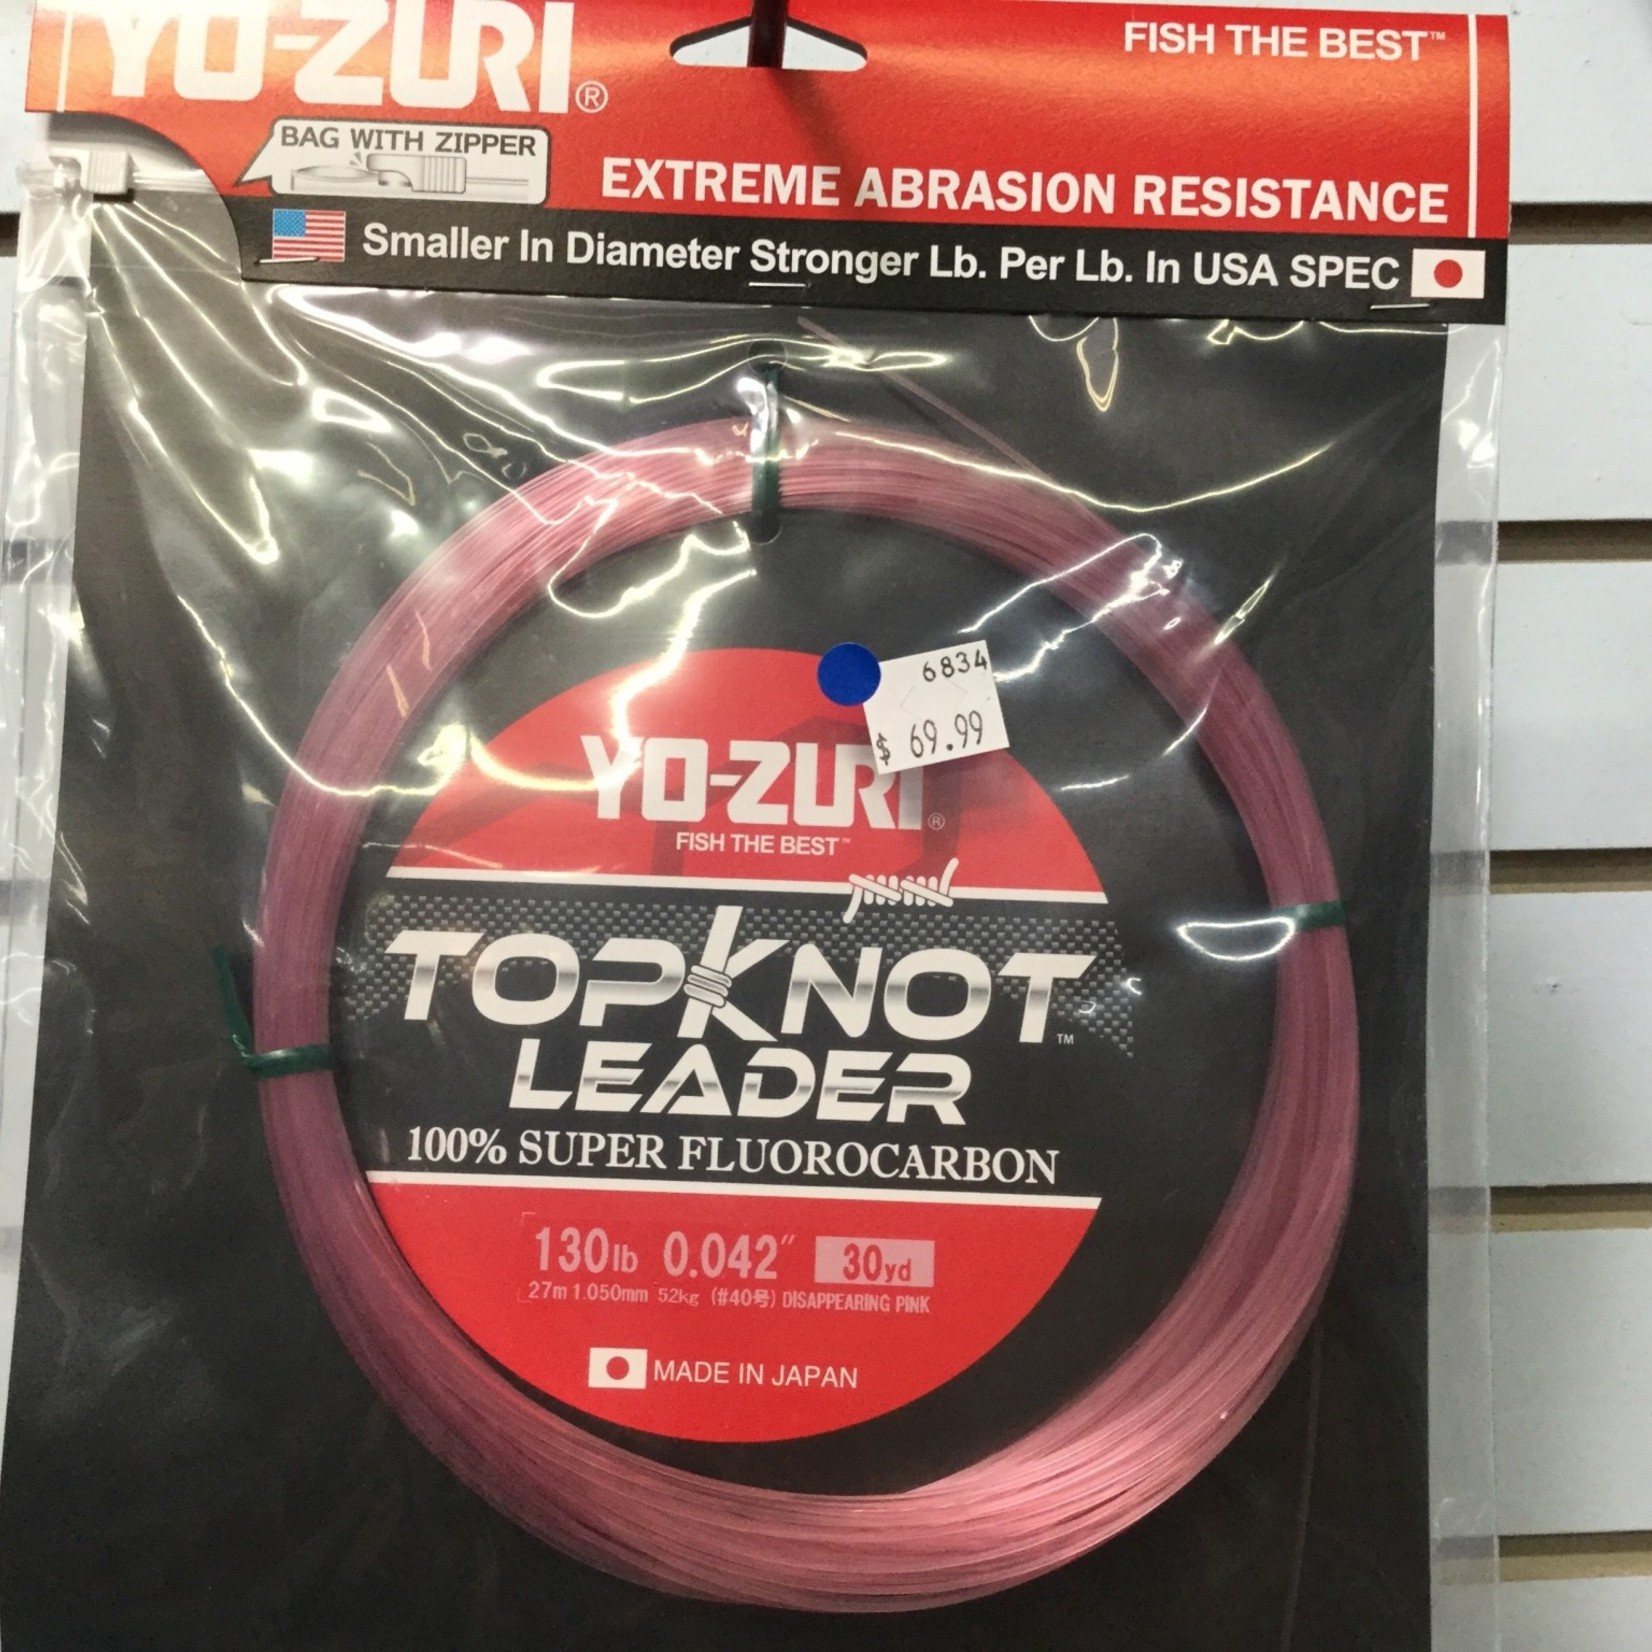 YO-ZURI®
FISH THE BEST™
BAG WITH ZIPPER
EXTREME ABRASION RESISTANCE
Smaller In Diameter Stronger Lb. Per Lb. In USA SPEC
6834
$ 69.99
YO-ZURI®
FISH THE BEST™
TOPKNOT™
LEADER
100% SUPER FLUOROCARBON
130lb 0.042″ 30yd
27m 1.050mm 52kg (#40号) DISAPPEARING PINK
MADE IN JAPAN